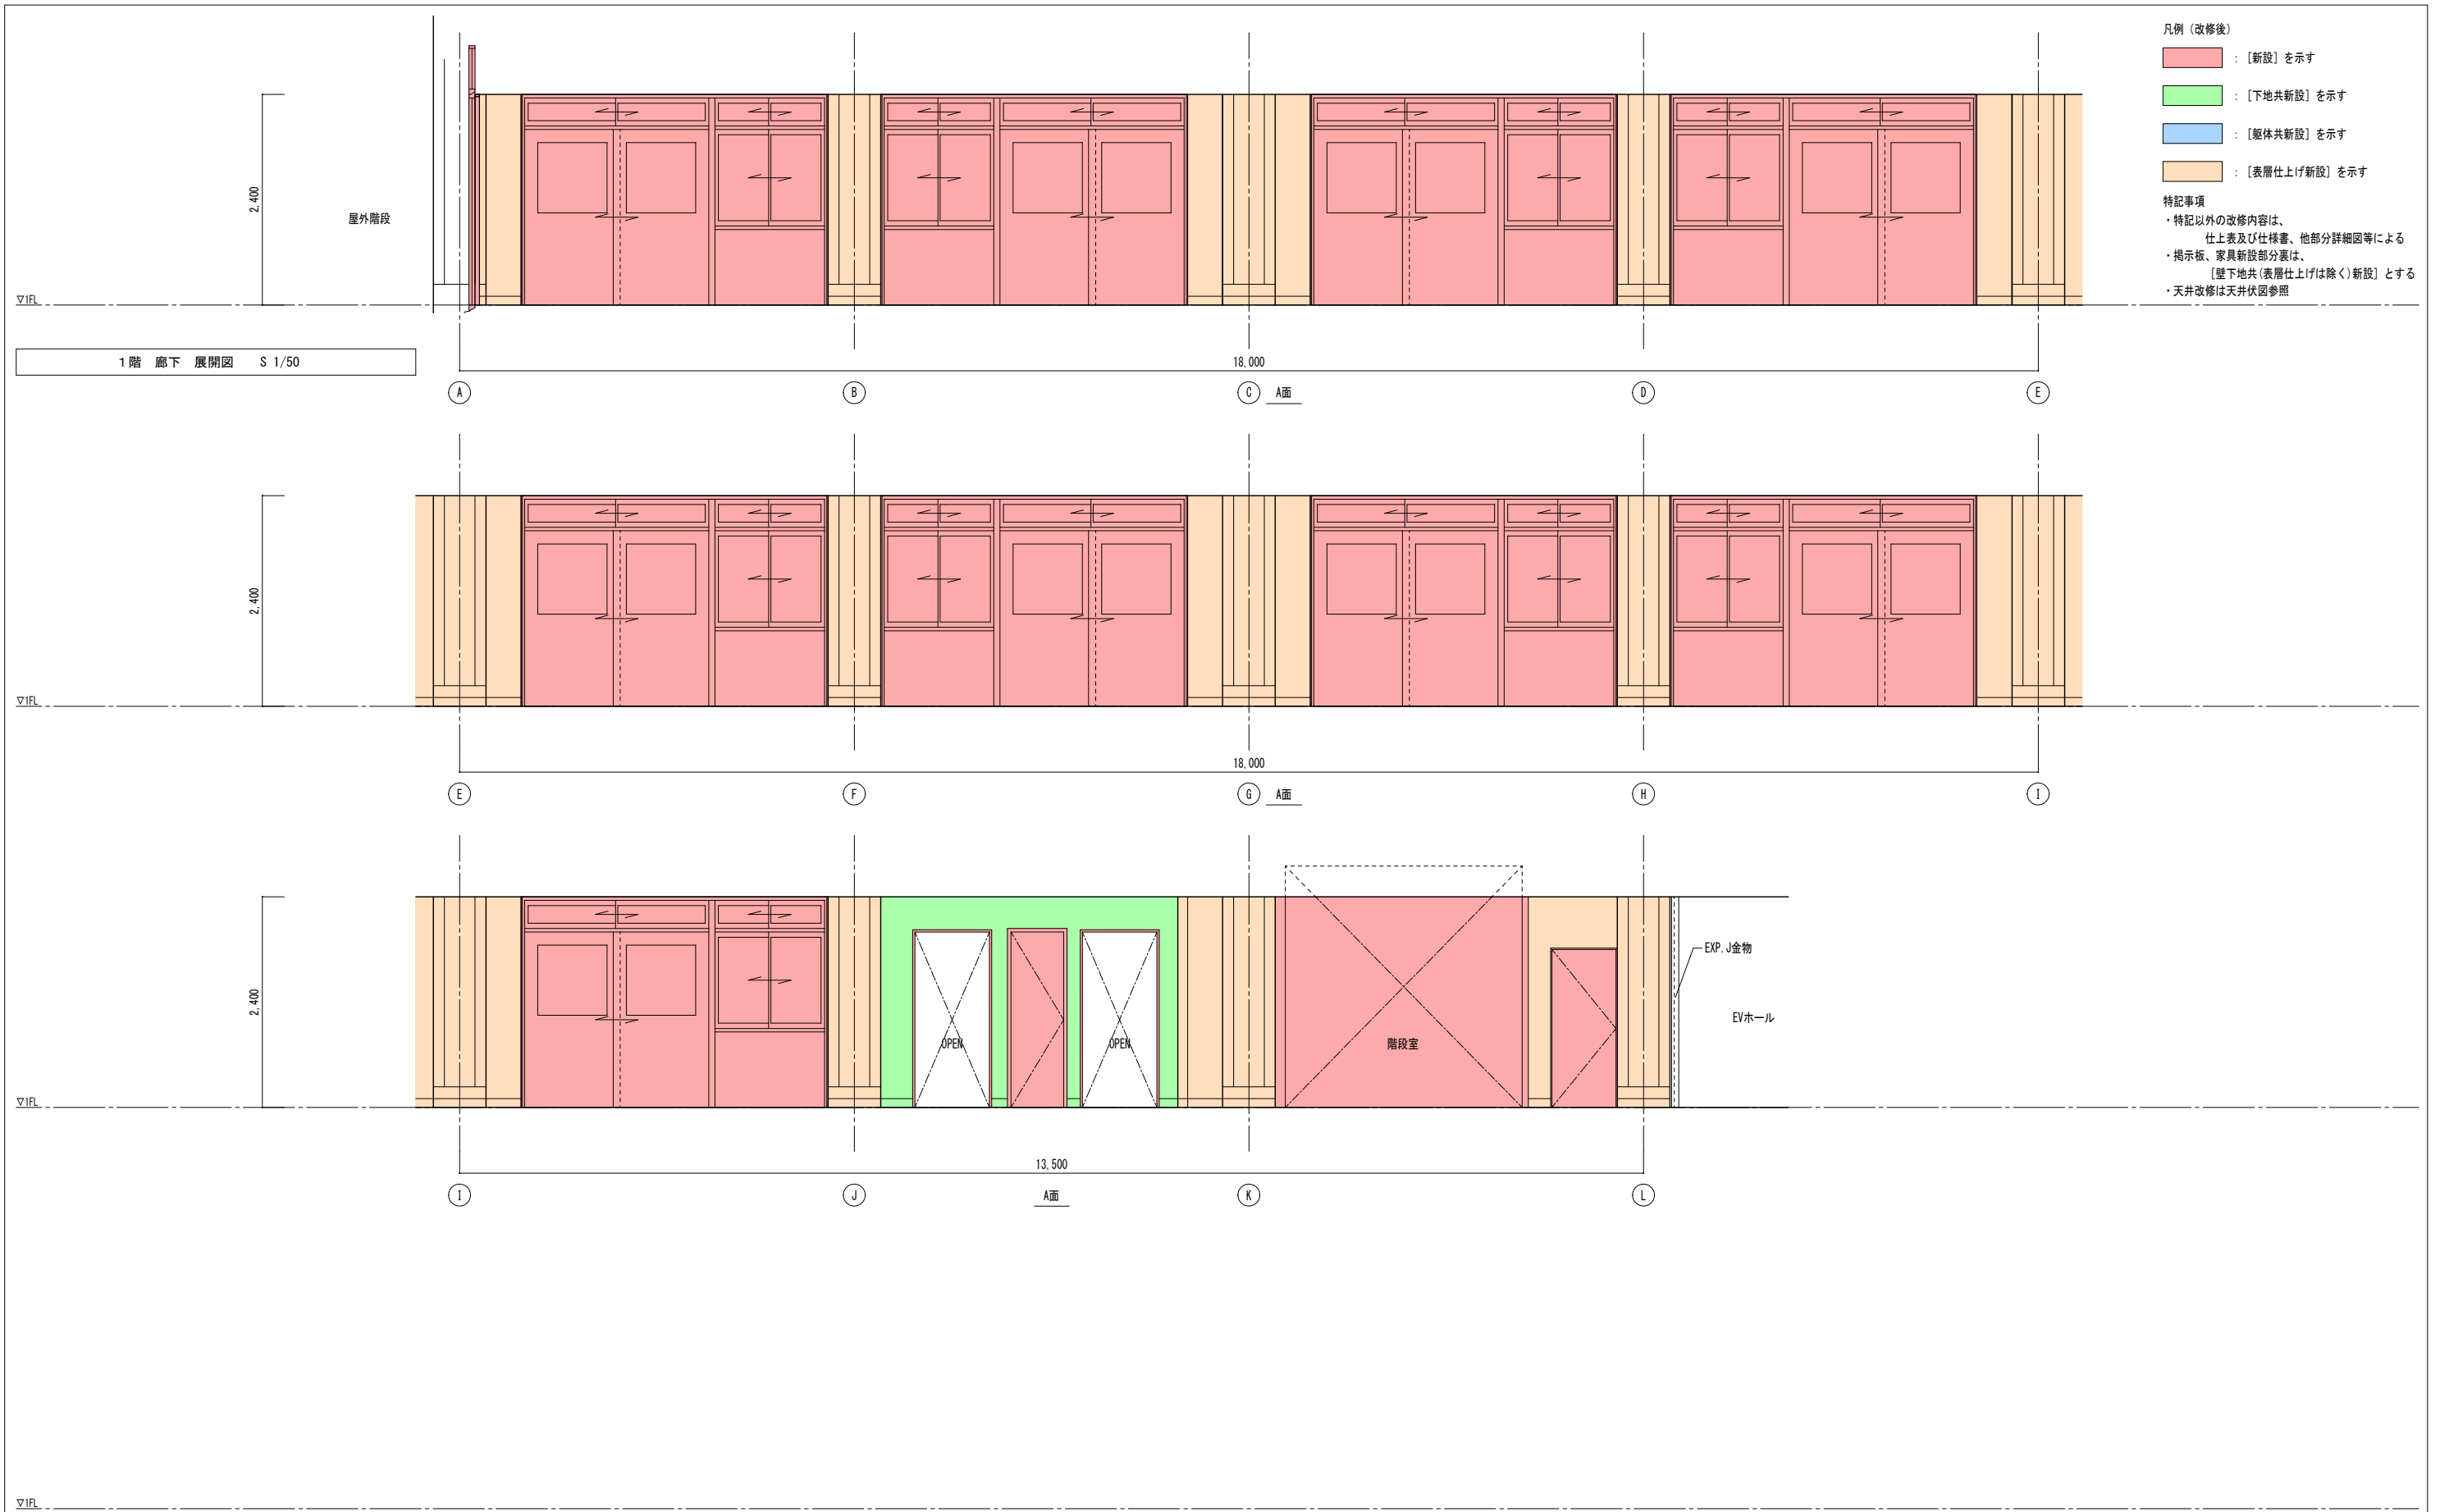 凡例（改修後）
：［新設］を示す
：［下地共新設］を示す
：［躯体共新設］を示す
：［表層仕上げ新設］を示す
特記事項
・特記以外の改修内容は、
仕上表及び仕様書、他部分詳細図等による
・掲示板、家具新設部分裏は、
［壁下地共(表層仕上げは除く)新設］とする
・天井改修は天井伏図参照
2,400
屋外階段
▽1FL
1階　廊下　展開図　　S 1/50
18,000
A
B
C
A面
D
E
2,400
▽1FL
18,000
E
F
G
A面
H
I
2,400
EXP.J金物
EVホール
OPEN
OPEN
階段室
▽1FL
13,500
I
J
A面
K
L
▽1FL